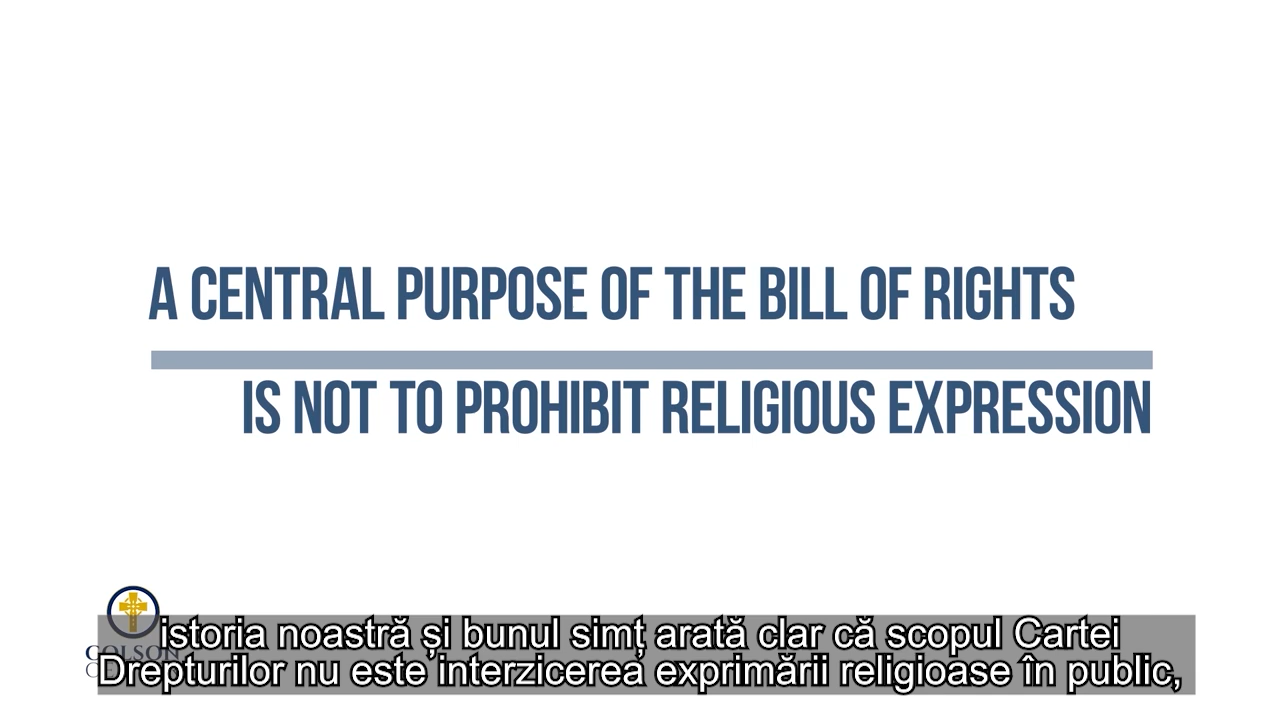 A CENTRAL PURPOSE OF THE BILL OF RIGHTS
IS NOT TO PROHIBIT RELIGIOUS EXPRESSION
COLSON
istoria noastră și bunul simț arată clar că scopul Cartei
Drepturilor nu este interzicerea exprimării religioase în public,